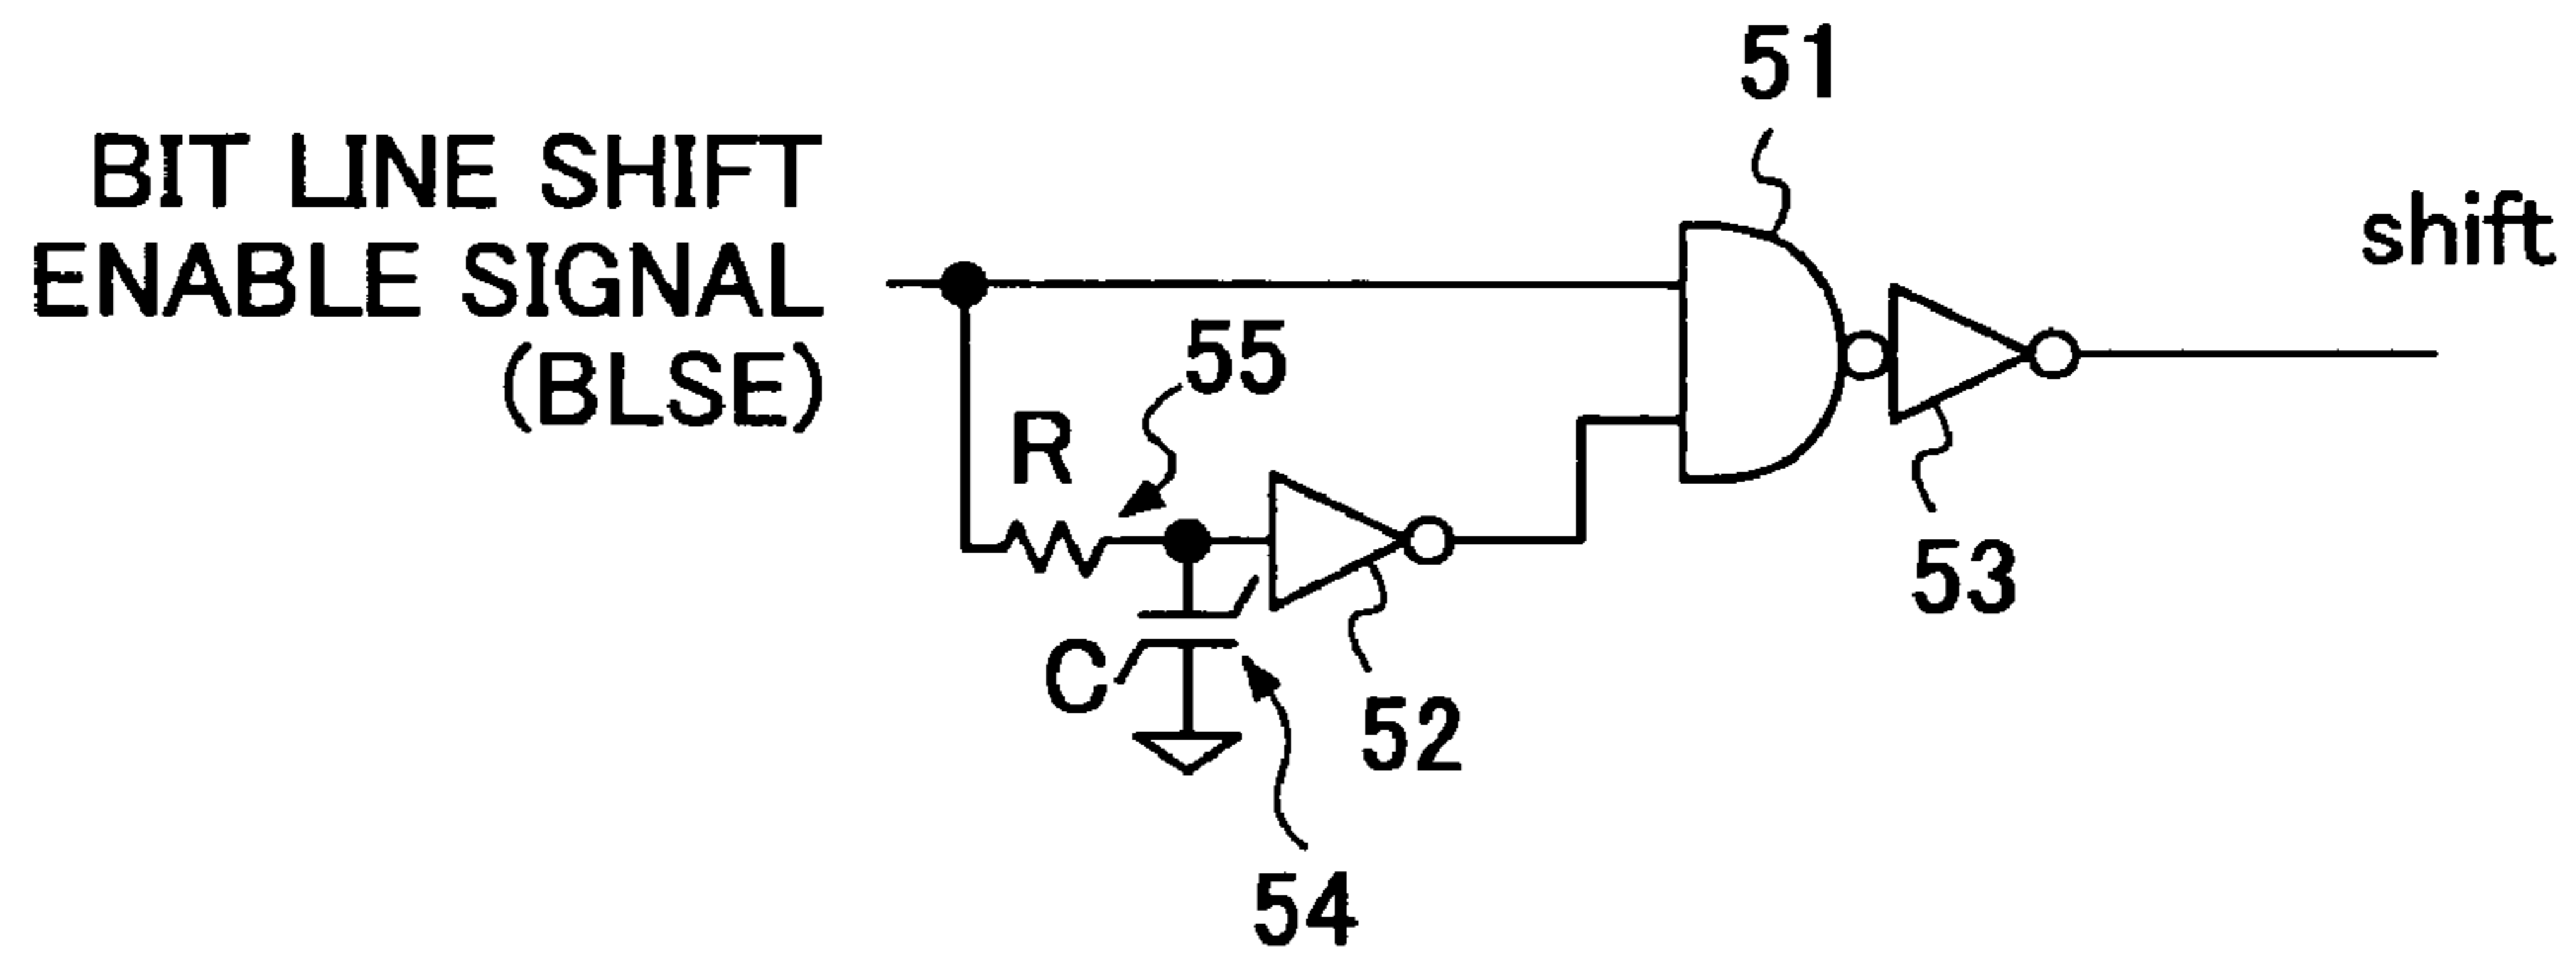 51
BIT LINE SHIFT
ENABLE SIGNAL
(BLSE)
shift
55
R
53
C
52
54